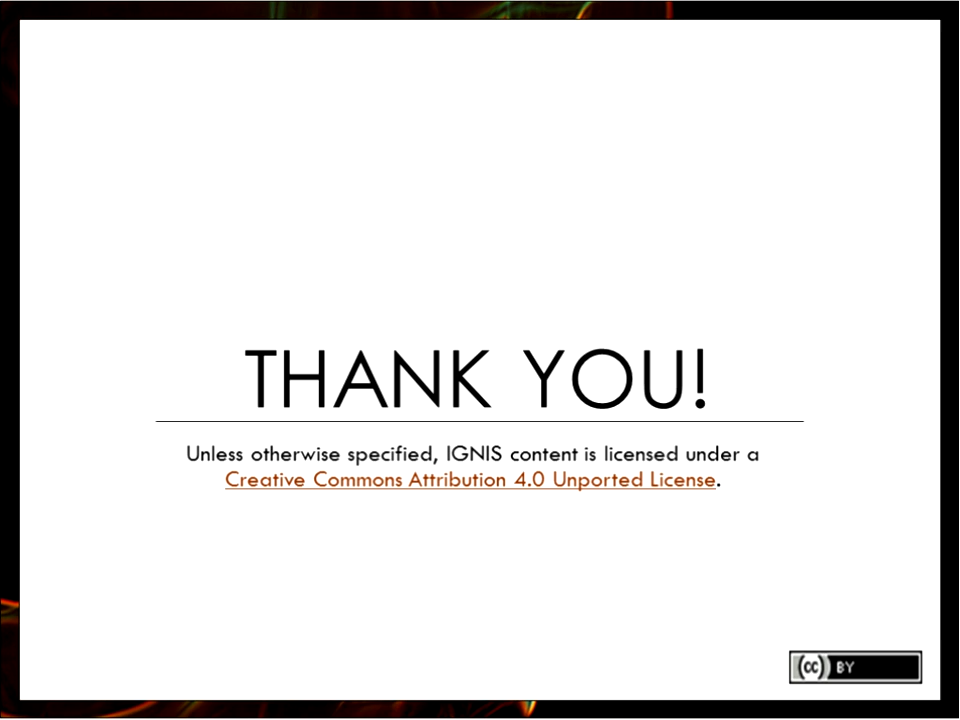 THANK YOU!
Unless otherwise specified, IGNIS content is licensed under a
Creative Commons Attribution 4.0 Unported License.
(cc) BY